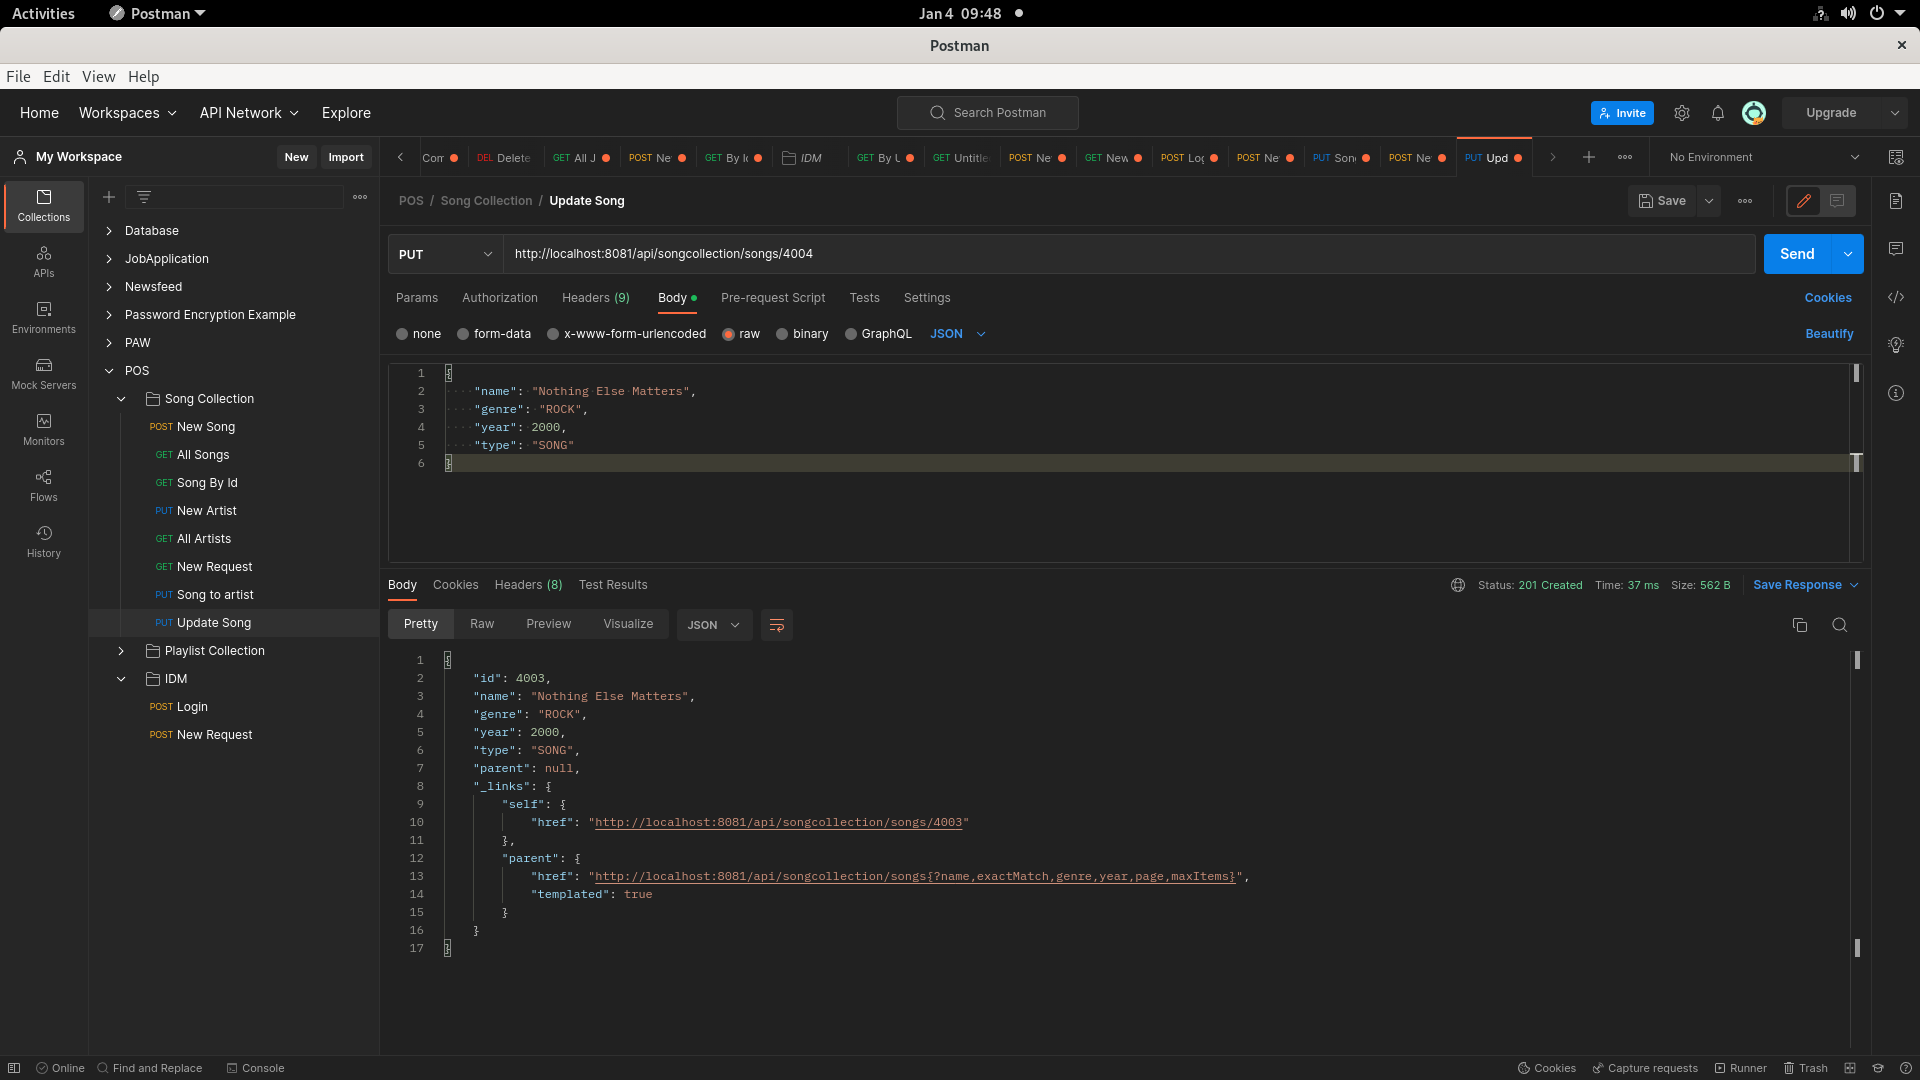 Activities Postman Jan 4 09:48
Postman
File Edit View Help
Home Workspaces API Network Explore Search Postman Invite Upgrade
My Workspace New Import Con DEL Delete GET All J POST Ne GET By Ic IDM GET By U GET Untitle POST Ne GET New POST Log POST Ne PUT Son POST Ne PUT Upd No Environment
POS / Song Collection / Update Song Save
PUT http://localhost:8081/api/songcollection/songs/4004 Send
Params Authorization Headers (9) Body Pre-request Script Tests Settings Cookies
none form-data x-www-form-urlencoded raw binary GraphQL JSON Beautify
Collections
APIs
Environments
Mock Servers
Monitors
Flows
History
Database
JobApplication
Newsfeed
Password Encryption Example
PAW
POS
Song Collection
POST New Song
GET All Songs
GET Song By Id
PUT New Artist
GET All Artists
GET New Request
PUT Song to artist
PUT Update Song
Playlist Collection
IDM
POST Login
POST New Request
1 {
2 "name": "Nothing Else Matters",
3 "genre": "ROCK",
4 "year": 2000,
5 "type": "SONG"
6 }
Body Cookies Headers (8) Test Results Status: 201 Created Time: 37 ms Size: 562 B Save Response
Pretty Raw Preview Visualize JSON
1 {
2 "id": 4003,
3 "name": "Nothing Else Matters",
4 "genre": "ROCK",
5 "year": 2000,
6 "type": "SONG",
7 "parent": null,
8 "_links": {
9 "self": {
10 "href": "http://localhost:8081/api/songcollection/songs/4003"
11 },
12 "parent": {
13 "href": "http://localhost:8081/api/songcollection/songs{?name,exactMatch,genre,year,page,maxItems}",
14 "templated": true
15 }
16 }
17 }
Online Find and Replace Console Cookies Capture requests Runner Trash